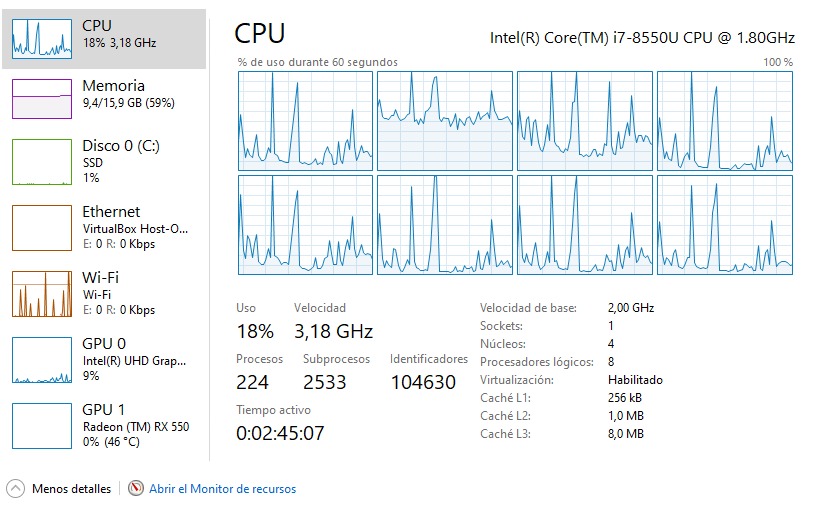 CPU
18% 3,18 GHz
Memoria
9,4/15,9 GB (59%)
Disco 0 (C:)
SSD
1%
Ethernet
VirtualBox Host-O...
E: 0 R: 0 Kbps
Wi-Fi
Wi-Fi
E: 0 R: 0 Kbps
GPU 0
Intel(R) UHD Grap...
9%
GPU 1
Radeon (TM) RX 550
0% (46 °C)
CPU
Intel(R) Core(TM) i7-8550U CPU @ 1.80GHz
% de uso durante 60 segundos
100 %
Uso
Velocidad
18%
3,18 GHz
Procesos
Subprocesos
Identificadores
224
2533
104630
Tiempo activo
0:02:45:07
Velocidad de base: 2,00 GHz
Sockets: 1
Núcleos: 4
Procesadores lógicos: 8
Virtualización: Habilitado
Caché L1: 256 kB
Caché L2: 1,0 MB
Caché L3: 8,0 MB
Menos detalles
Abrir el Monitor de recursos